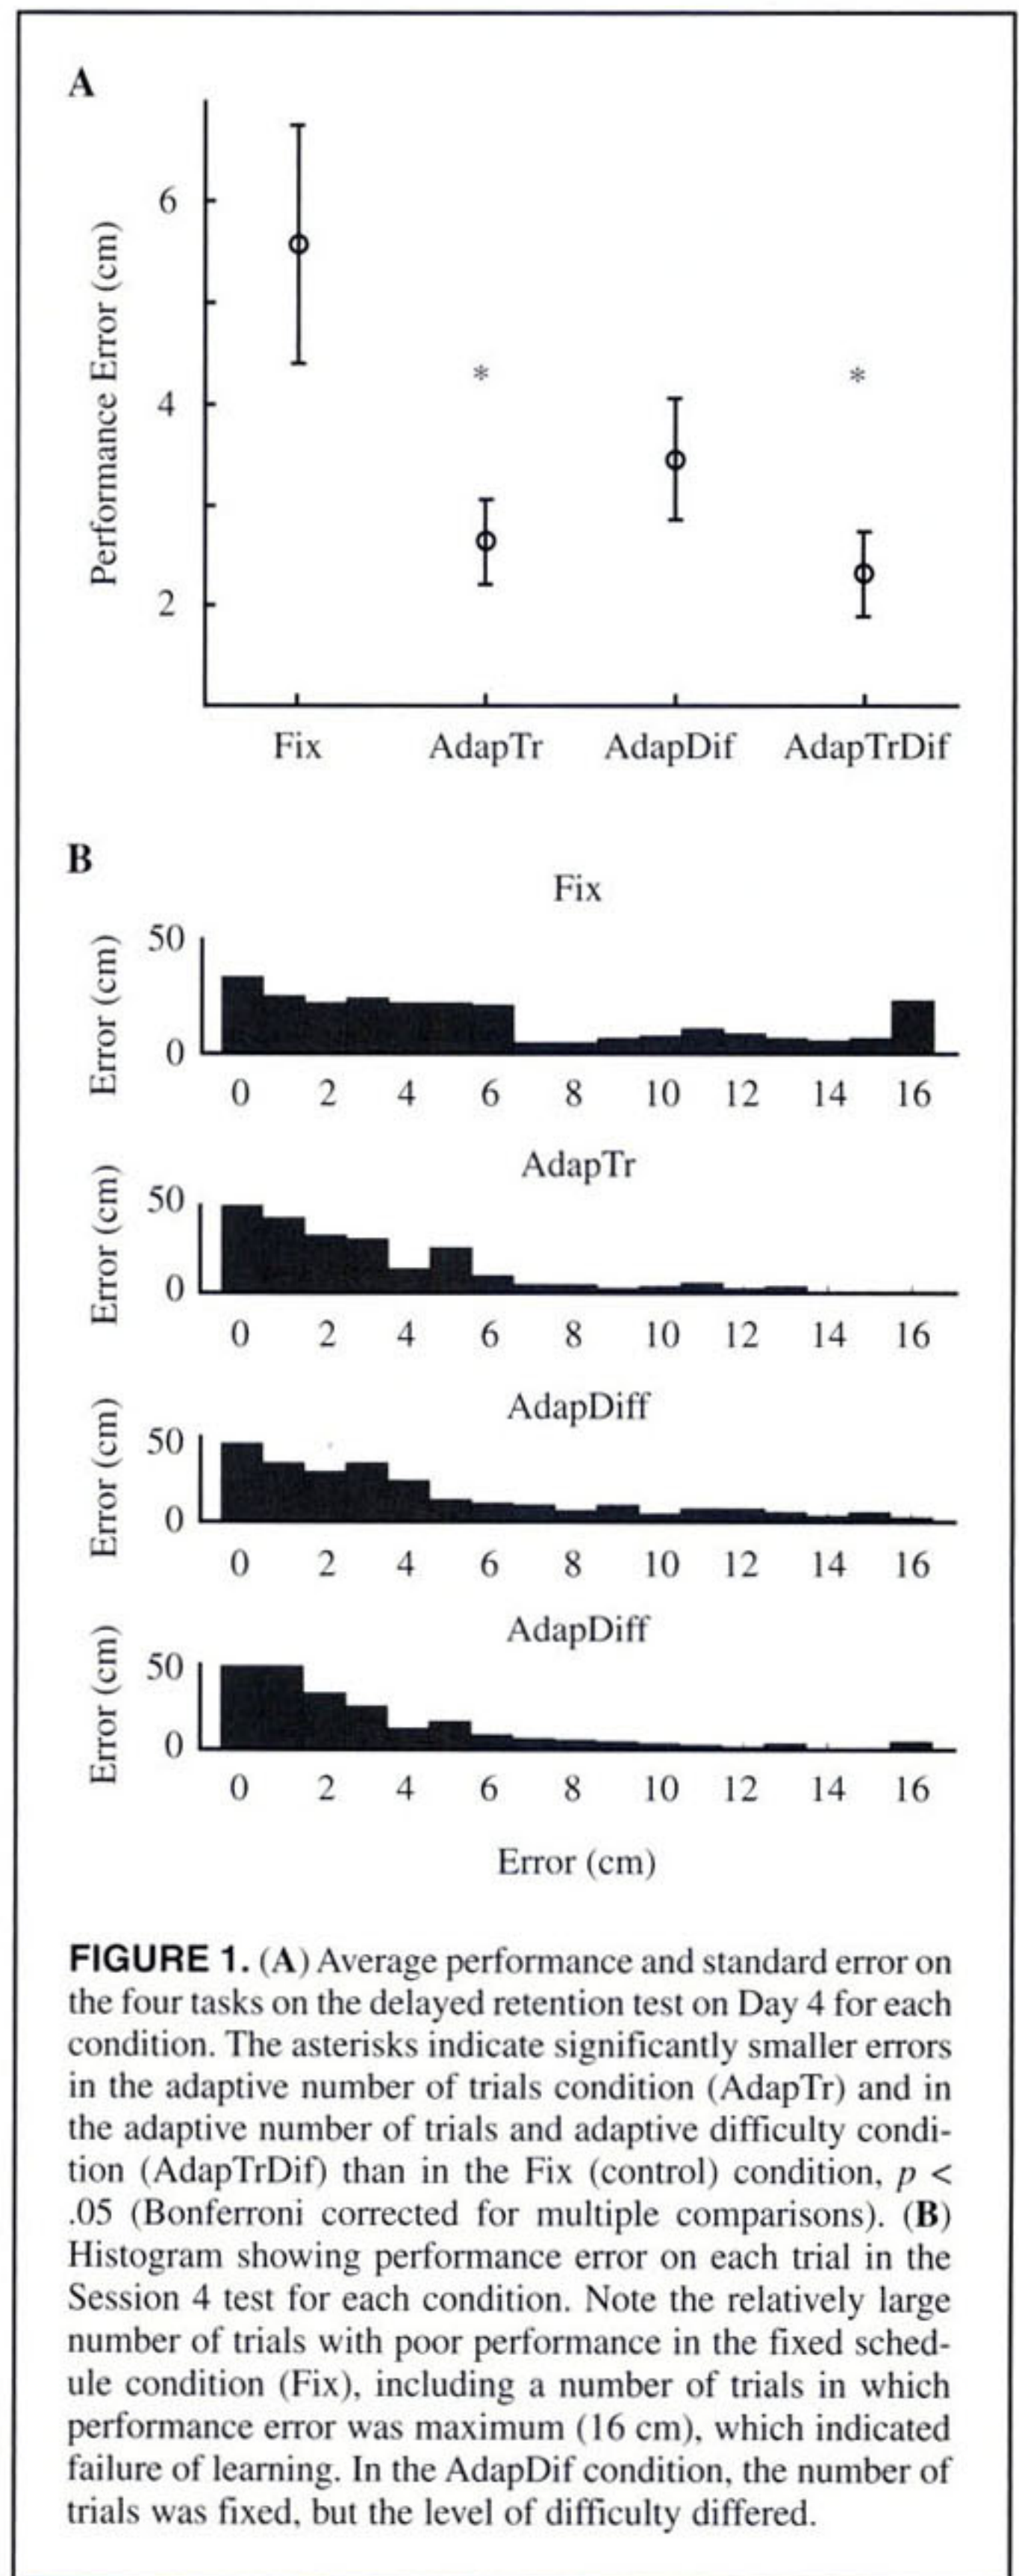 A
Performance Error (cm)
6
4
2
*
*
Fix AdapTr AdapDif AdapTrDif
B
Fix
Error (cm)
50
0
0 2 4 6 8 10 12 14 16
AdapTr
Error (cm)
50
0
0 2 4 6 8 10 12 14 16
AdapDiff
Error (cm)
50
0
0 2 4 6 8 10 12 14 16
AdapDiff
Error (cm)
50
0
0 2 4 6 8 10 12 14 16
Error (cm)
FIGURE 1. (A) Average performance and standard error on
the four tasks on the delayed retention test on Day 4 for each
condition. The asterisks indicate significantly smaller errors
in the adaptive number of trials condition (AdapTr) and in
the adaptive number of trials and adaptive difficulty condi-
tion (AdapTrDif) than in the Fix (control) condition, p <
.05 (Bonferroni corrected for multiple comparisons). (B)
Histogram showing performance error on each trial in the
Session 4 test for each condition. Note the relatively large
number of trials with poor performance in the fixed sched-
ule condition (Fix), including a number of trials in which
performance error was maximum (16 cm), which indicated
failure of learning. In the AdapDif condition, the number of
trials was fixed, but the level of difficulty differed.